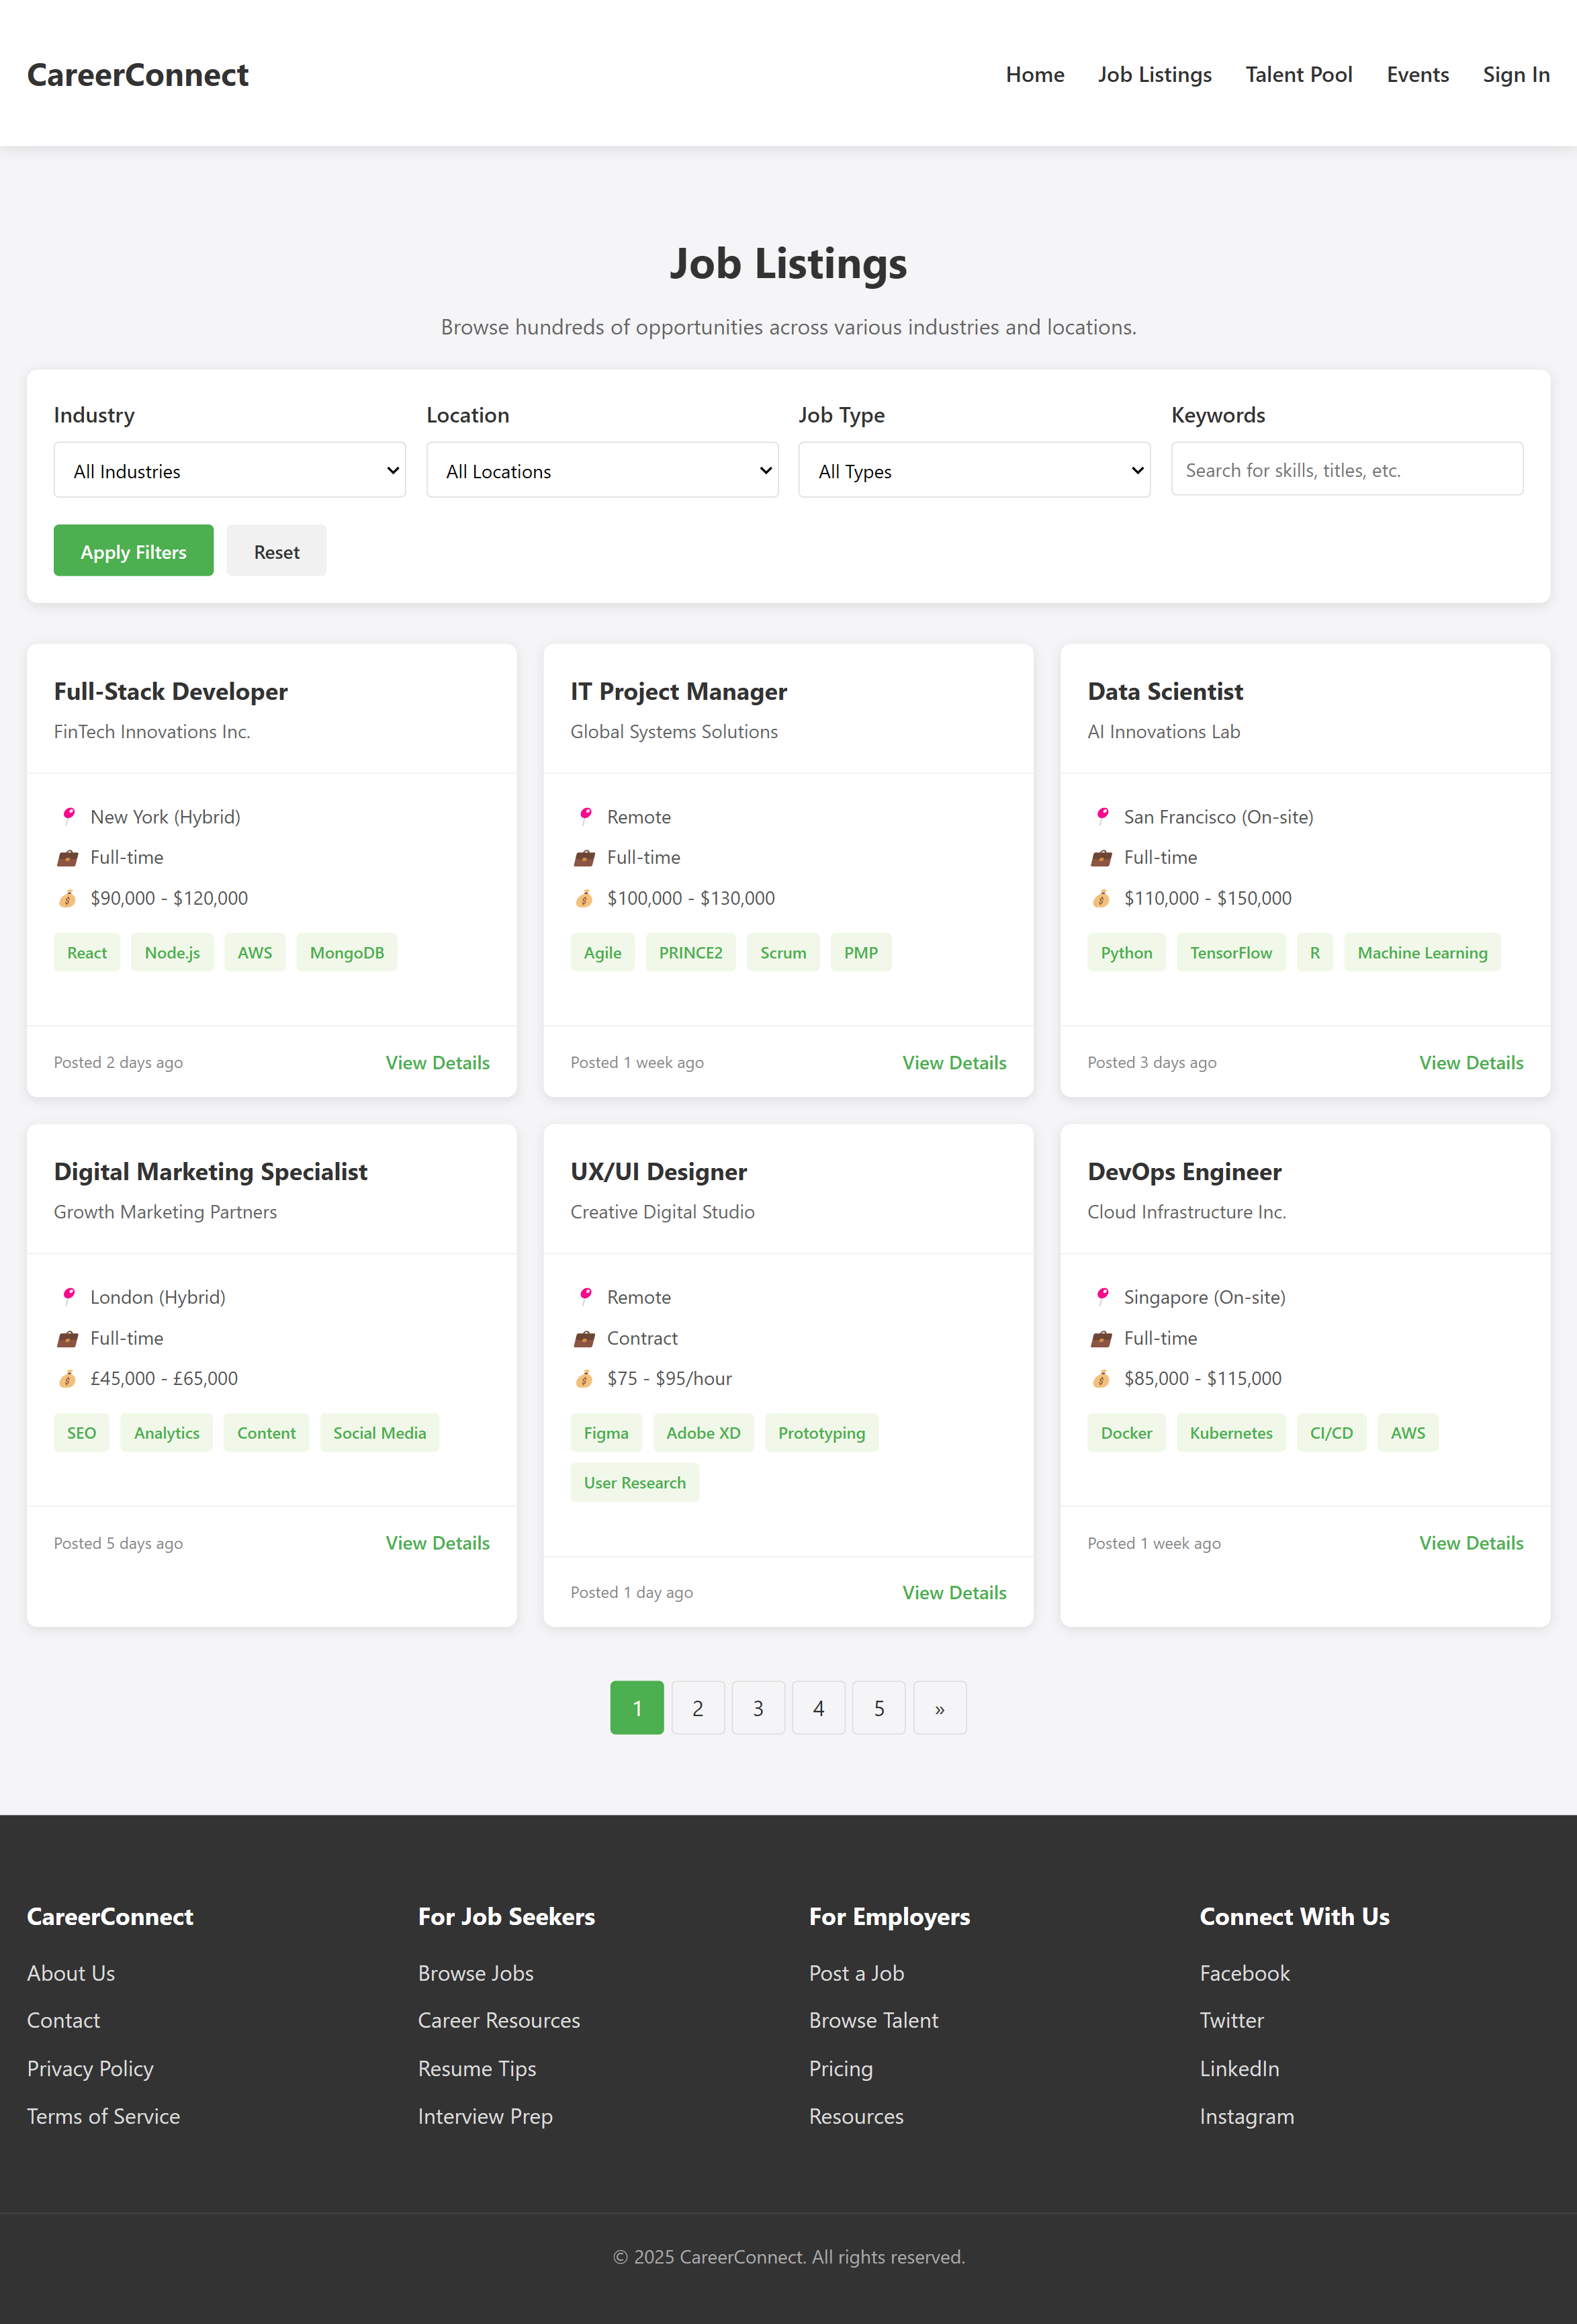 CareerConnect
Home Job Listings Talent Pool Events Sign In
Job Listings
Browse hundreds of opportunities across various industries and locations.
Industry
All Industries
Location
All Locations
Job Type
All Types
Keywords
Search for skills, titles, etc.
Apply Filters
Reset
Full-Stack Developer
FinTech Innovations Inc.
New York (Hybrid)
Full-time
$90,000 - $120,000
React Node.js AWS MongoDB
Posted 2 days ago View Details
IT Project Manager
Global Systems Solutions
Remote
Full-time
$100,000 - $130,000
Agile PRINCE2 Scrum PMP
Posted 1 week ago View Details
Data Scientist
AI Innovations Lab
San Francisco (On-site)
Full-time
$110,000 - $150,000
Python TensorFlow R Machine Learning
Posted 3 days ago View Details
Digital Marketing Specialist
Growth Marketing Partners
London (Hybrid)
Full-time
£45,000 - £65,000
SEO Analytics Content Social Media
Posted 5 days ago View Details
UX/UI Designer
Creative Digital Studio
Remote
Contract
$75 - $95/hour
Figma Adobe XD Prototyping
User Research
Posted 1 day ago View Details
DevOps Engineer
Cloud Infrastructure Inc.
Singapore (On-site)
Full-time
$85,000 - $115,000
Docker Kubernetes CI/CD AWS
Posted 1 week ago View Details
1 2 3 4 5 »
CareerConnect
About Us
Contact
Privacy Policy
Terms of Service
For Job Seekers
Browse Jobs
Career Resources
Resume Tips
Interview Prep
For Employers
Post a Job
Browse Talent
Pricing
Resources
Connect With Us
Facebook
Twitter
LinkedIn
Instagram
© 2025 CareerConnect. All rights reserved.